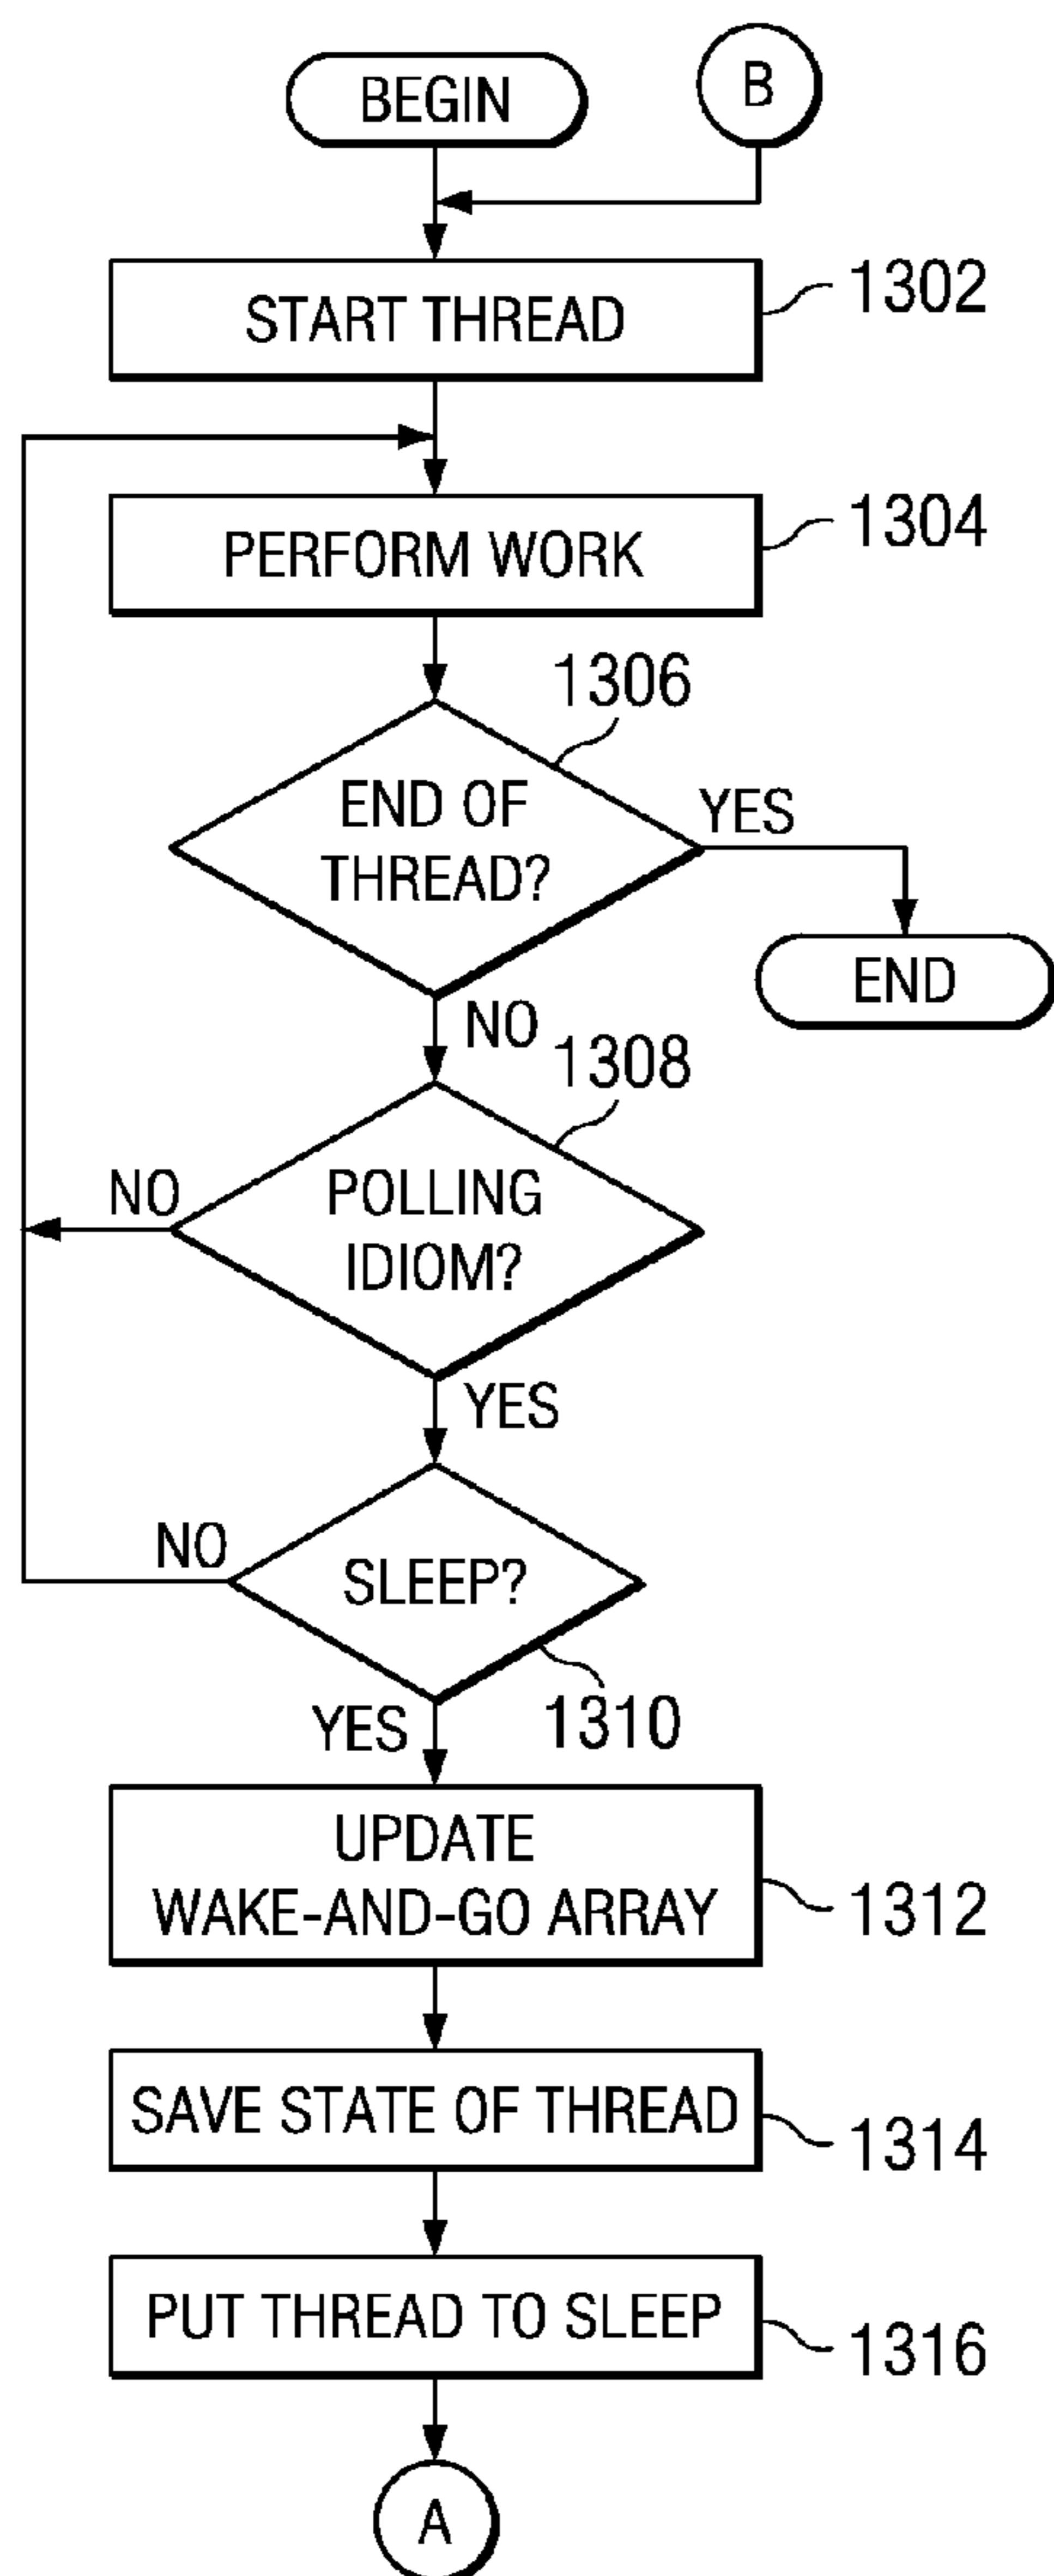 BEGIN
B
START THREAD
1302
PERFORM WORK
1304
1306
END OF
THREAD?
YES
END
NO
1308
NO
POLLING
IDIOM?
YES
NO
SLEEP?
1310
YES
UPDATE
WAKE-AND-GO ARRAY
1312
SAVE STATE OF THREAD
1314
PUT THREAD TO SLEEP
1316
A